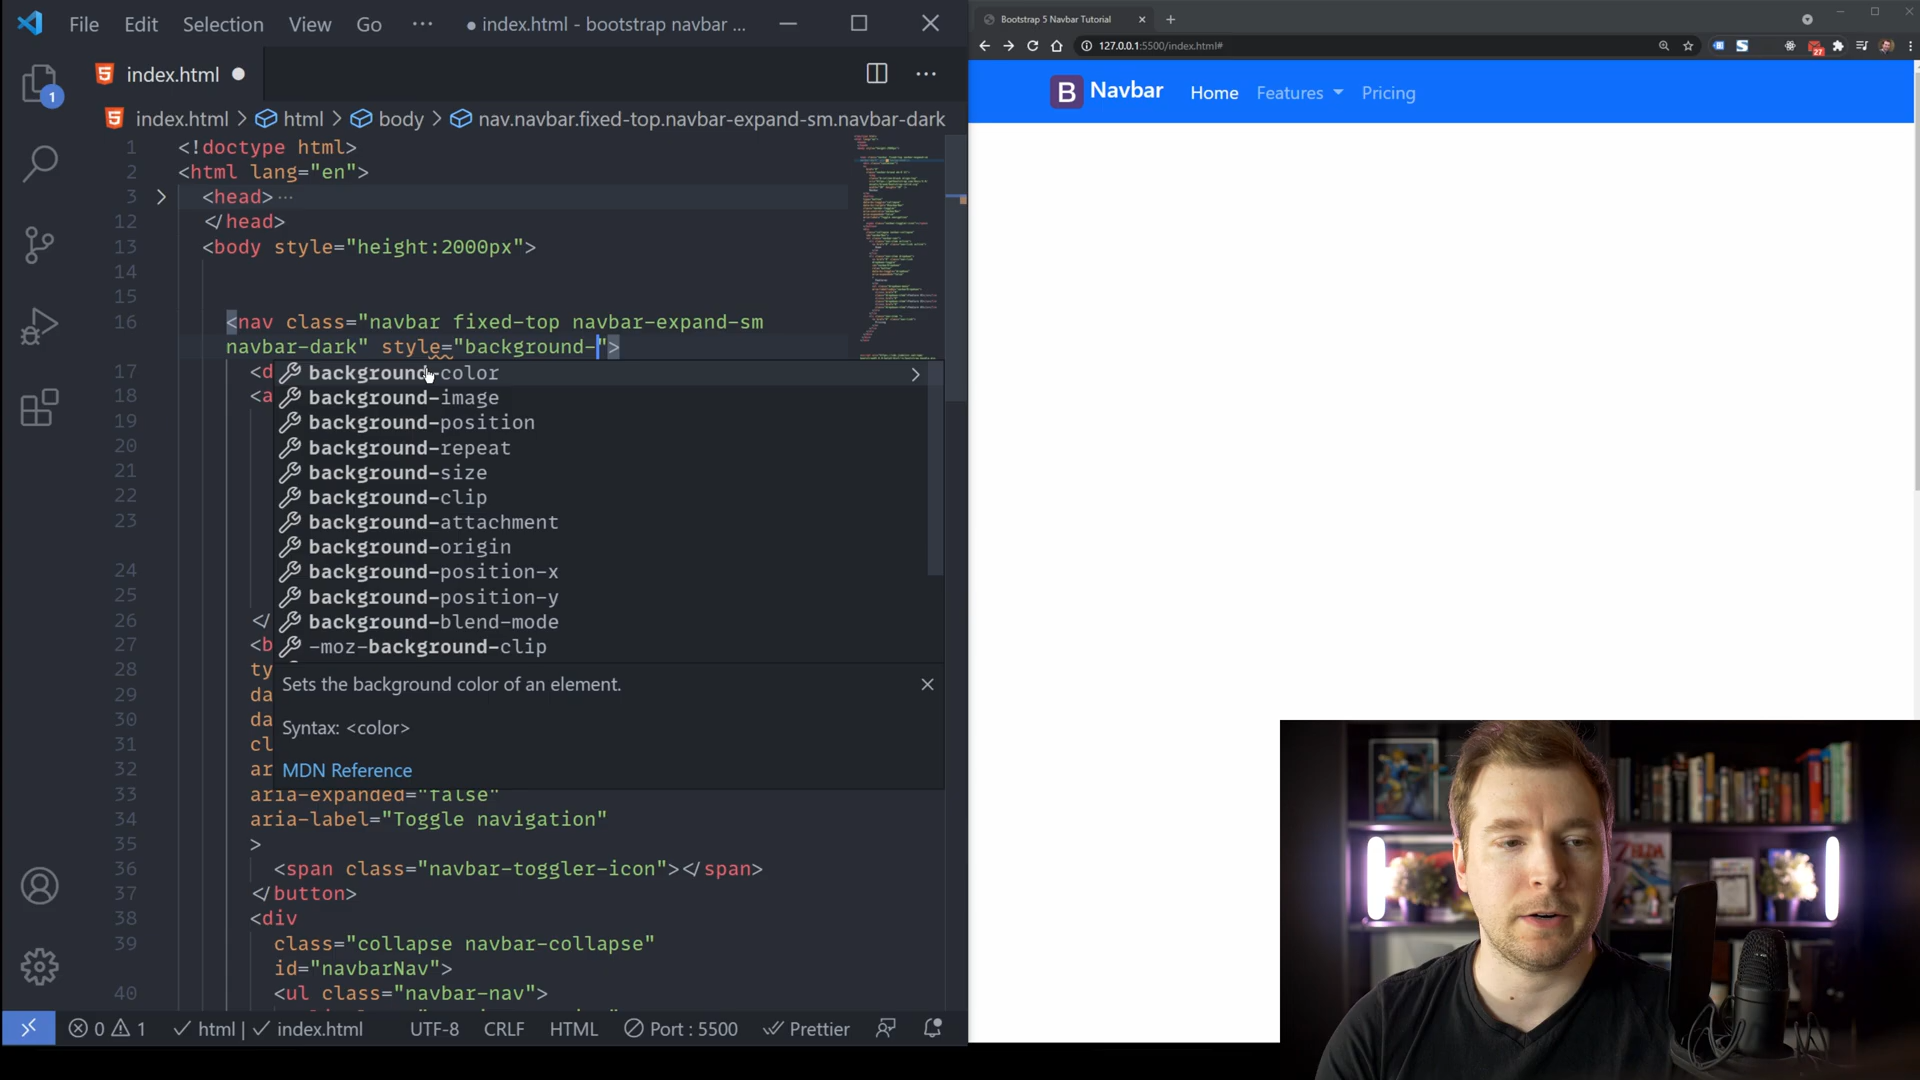 File Edit Selection View Go ··· ● index.html - bootstrap navbar ...
index.html
1
index.html > html > body > nav.navbar.fixed-top.navbar-expand-sm.navbar-dark
1 <!doctype html>
2 <html lang="en">
3 <head> ···
12 </head>
13 <body style="height:2000px">
14
15
16 <nav class="navbar fixed-top navbar-expand-sm
navbar-dark" style="background-">
17 <d
18 <a
19
20
21
22
23
24
25
26 </
27 <b
28 ty
29 da
30 da
31 cl
32 ar
33 aria-expanded="false"
34 aria-label="Toggle navigation"
35 >
36 <span class="navbar-toggler-icon"></span>
37 </button>
38 <div
39 class="collapse navbar-collapse"
id="navbarNav">
40 <ul class="navbar-nav">
background-color
background-image
background-position
background-repeat
background-size
background-clip
background-attachment
background-origin
background-position-x
background-position-y
background-blend-mode
-moz-background-clip
Sets the background color of an element.
Syntax: <color>
MDN Reference
0 1 html | index.html UTF-8 CRLF HTML Port : 5500 Prettier
Bootstrap 5 Navbar Tutorial
127.0.0.1:5500/index.html#
27
B Navbar Home Features Pricing